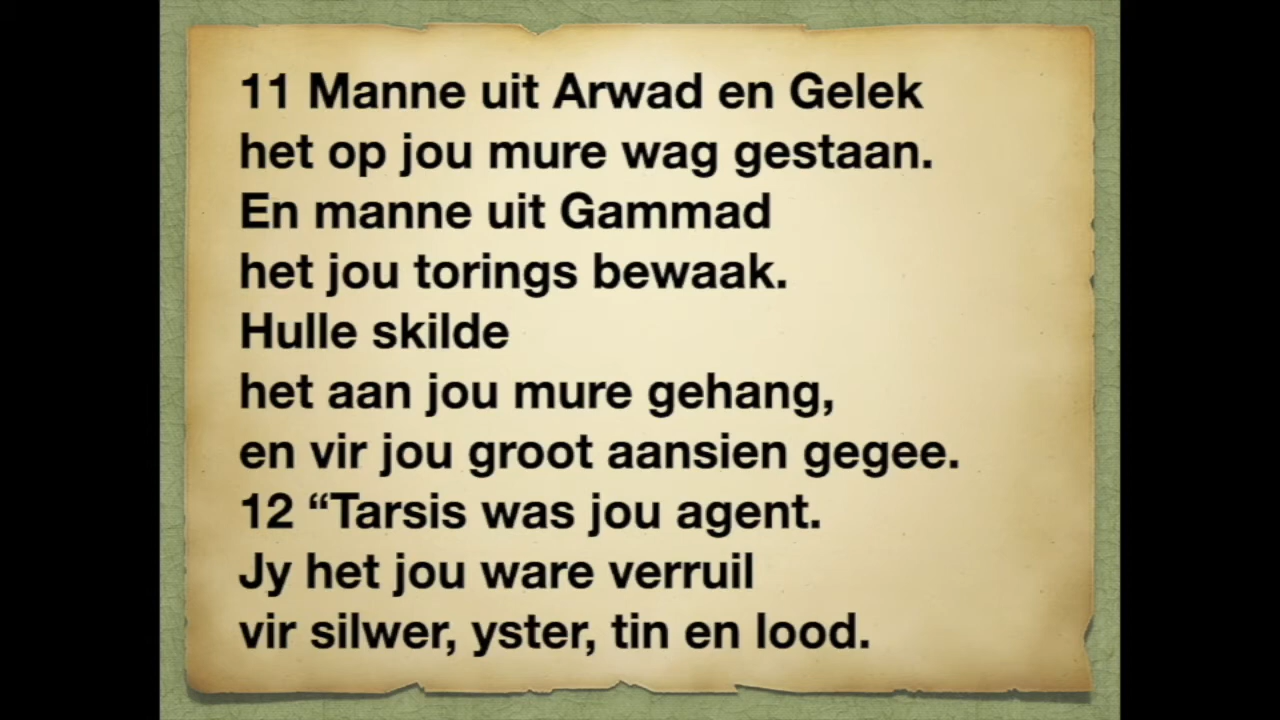 11 Manne uit Arwad en Gelek
het op jou mure wag gestaan.
En manne uit Gammad
het jou torings bewaak.
Hulle skilde
het aan jou mure gehang,
en vir jou groot aansien gegee.
12 “Tarsis was jou agent.
Jy het jou ware verruil
vir silwer, yster, tin en lood.